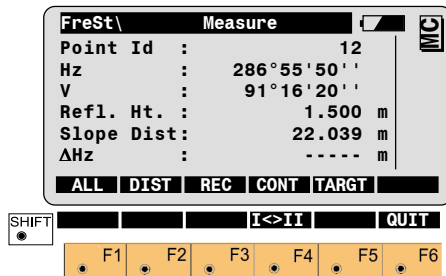 FreSt\ Measure
MC
Point Id : 12
Hz : 286°55'50''
V : 91°16'20''
Refl. Ht. : 1.500 m
Slope Dist: 22.039 m
ΔHz : ----- m
ALL DIST REC CONT TARGT
SHIFT I<>II QUIT
F1 F2 F3 F4 F5 F6